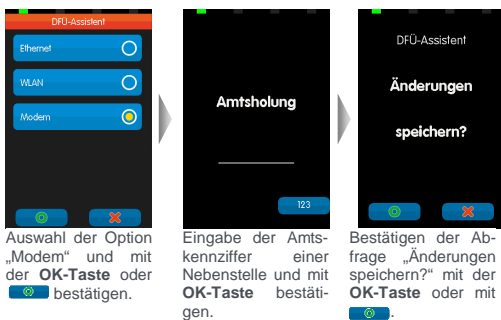 DFÜ-Assistent
Ethernet
WLAN
Modem
Auswahl der Option
„Modem“ und mit
der OK-Taste oder
bestätigen.
Amtsholung
123
Eingabe der Amts-
kennziffer einer
Nebenstelle und mit
OK-Taste bestäti-
gen.
DFÜ-Assistent
Änderungen
speichern?
Bestätigen der Ab-
frage „Änderungen
speichern?“ mit der
OK-Taste oder mit
.